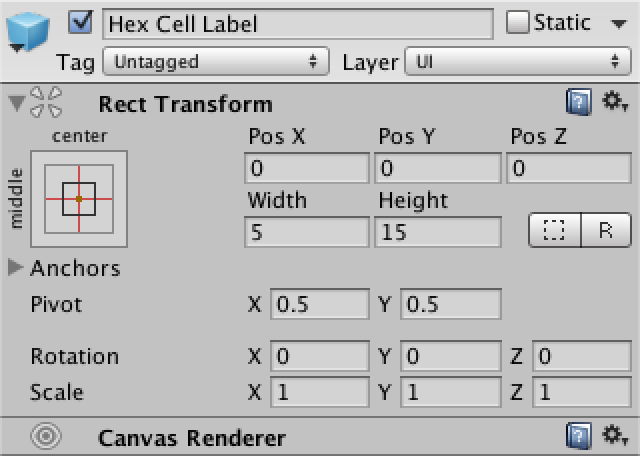 Hex Cell Label Static
Tag Untagged Layer UI
Rect Transform
center
middle
Pos X Pos Y Pos Z
0 0 0
Width Height
5 15
R
Anchors
Pivot X 0.5 Y 0.5
Rotation X 0 Y 0 Z 0
Scale X 1 Y 1 Z 1
Canvas Renderer